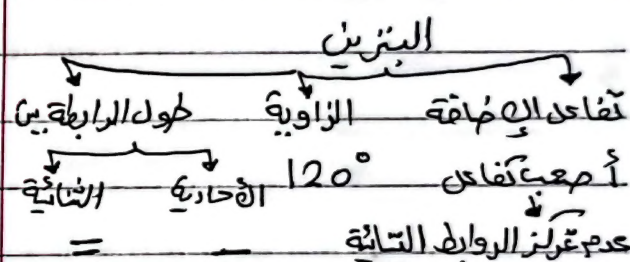 البنزين
تفاعل الإضافة الزاوية طول الرابطة بين
أصعب تفاعل 120° الأحادية الثنائية
عدم تمركز الروابط الثنائية – =